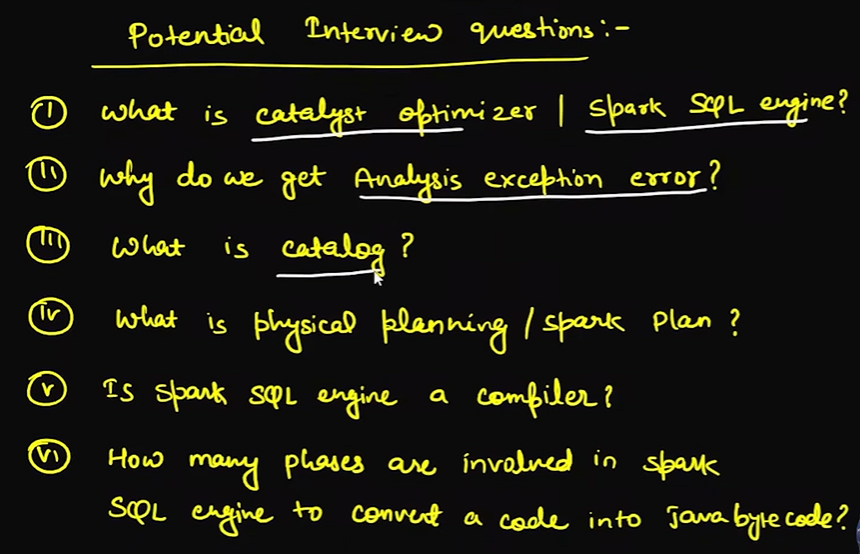 Potential Interview questions:-
(i) What is catalyst optimizer | Spark SQL engine?
(ii) Why do we get Analysis exception error?
(iii) What is catalog?
(iv) What is physical planning/spark Plan?
(v) Is spark SQL engine a compiler?
(vi) How many phases are involved in spark
SQL engine to convert a code into Java bytecode?